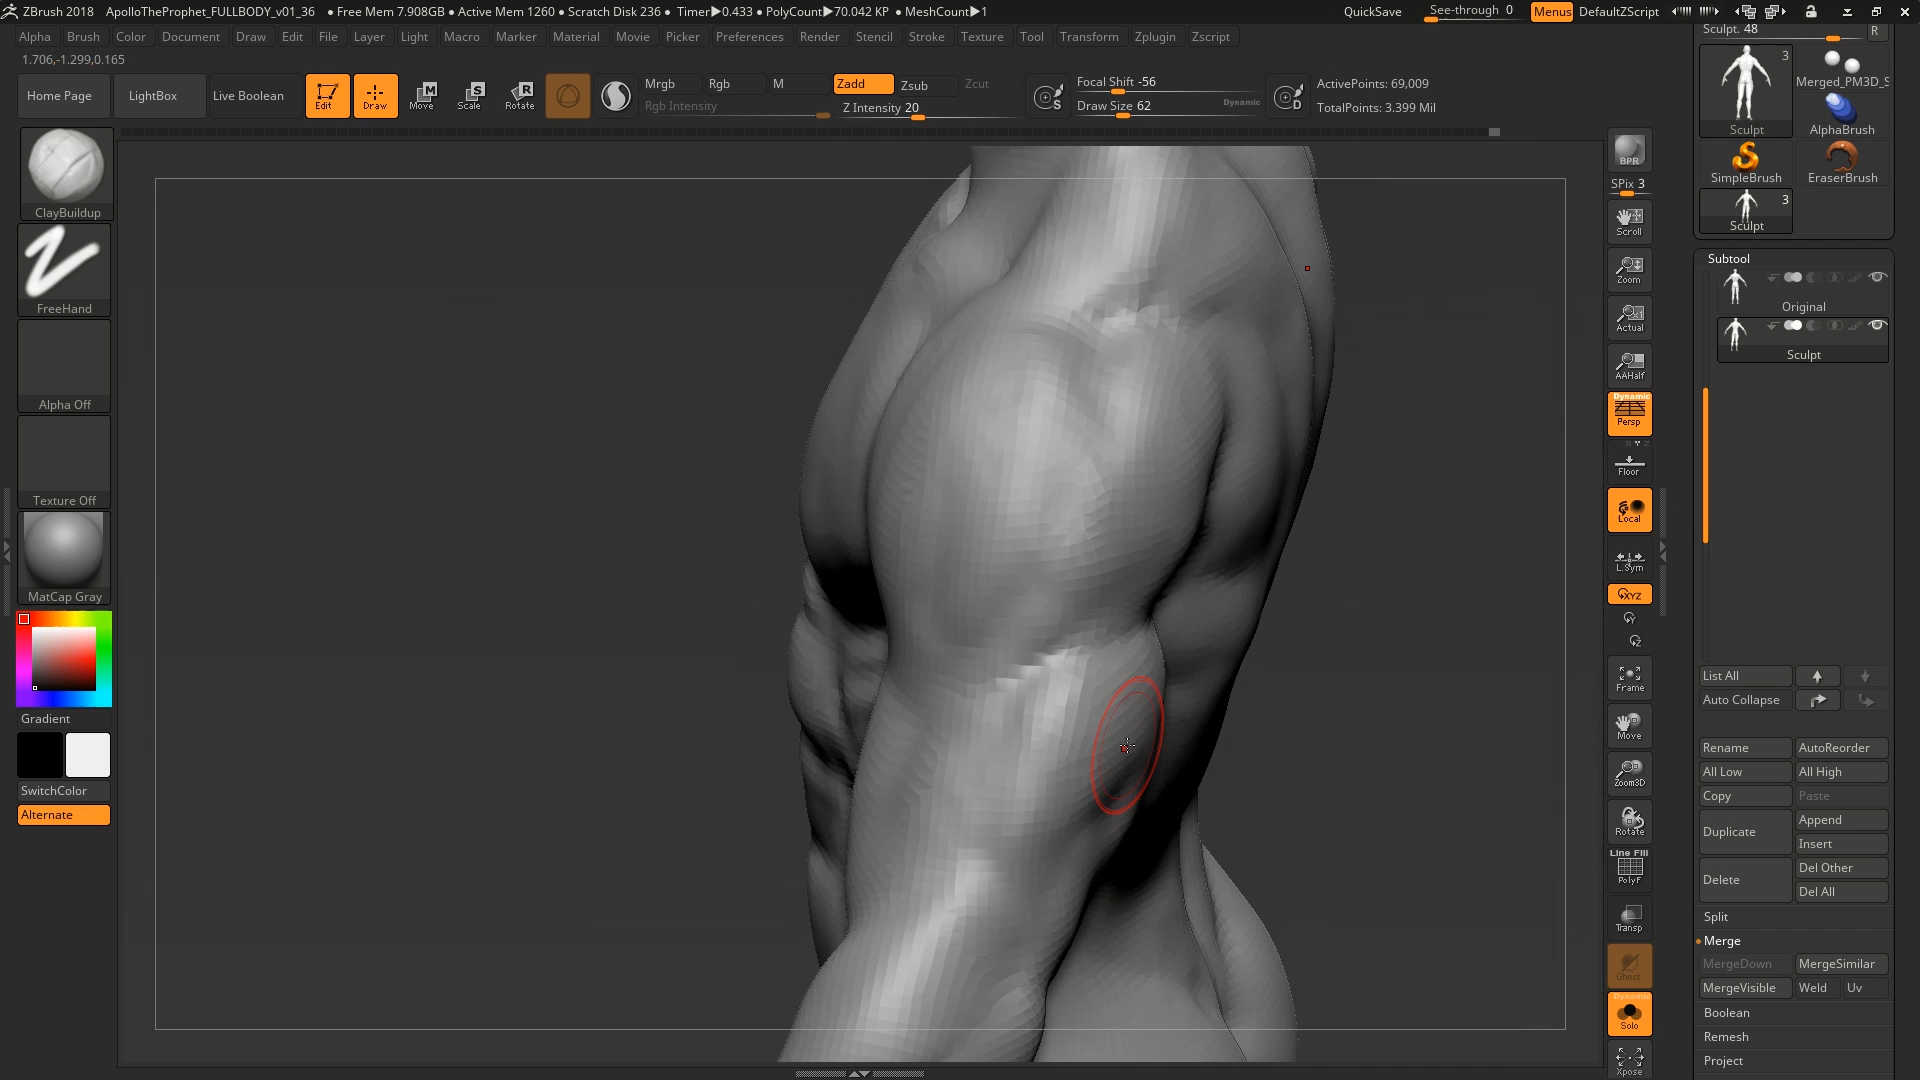 ZBrush 2018 ApolloTheProphet_FULLBODY_v01_36 • Free Mem 7.908GB • Active Mem 1260 • Scratch Disk 236 • Timer▶0.433 • PolyCount▶70.042 KP • MeshCount▶1 QuickSave See-through 0 Menus DefaultZScript
Alpha Brush Color Document Draw Edit File Layer Light Macro Marker Material Movie Picker Preferences Render Stencil Stroke Texture Tool Transform Zplugin Zscript
1.706,-1.299,0.165
Home Page LightBox Live Boolean Edit Draw Move Scale Rotate
Mrgb Rgb M Zadd Zsub Zcut
Rgb Intensity Z Intensity 20
Focal Shift -56
Draw Size 62 Dynamic
S D
ActivePoints: 69,009
TotalPoints: 3.399 Mil
ClayBuildup
FreeHand
Alpha Off
Texture Off
MatCap Gray
Gradient
SwitchColor
Alternate
BPR
SPix 3
Scroll
Zoom
Actual
AAHalf
Dynamic
Persp
Floor
Local
L.Sym
XYZ
Y
Z
Frame
Move
Zoom3D
Rotate
Line Fill
PolyF
Transp
Ghost
Dynamic
Solo
Xpose
Sculpt. 48 R
3
Merged_PM3D_S
Sculpt AlphaBrush
SimpleBrush EraserBrush
3
Sculpt
Subtool
Original
Sculpt
List All
Auto Collapse
Rename AutoReorder
All Low All High
Copy Paste
Duplicate Append
Insert
Delete Del Other
Del All
Split
Merge
MergeDown MergeSimilar
MergeVisible Weld Uv
Boolean
Remesh
Project